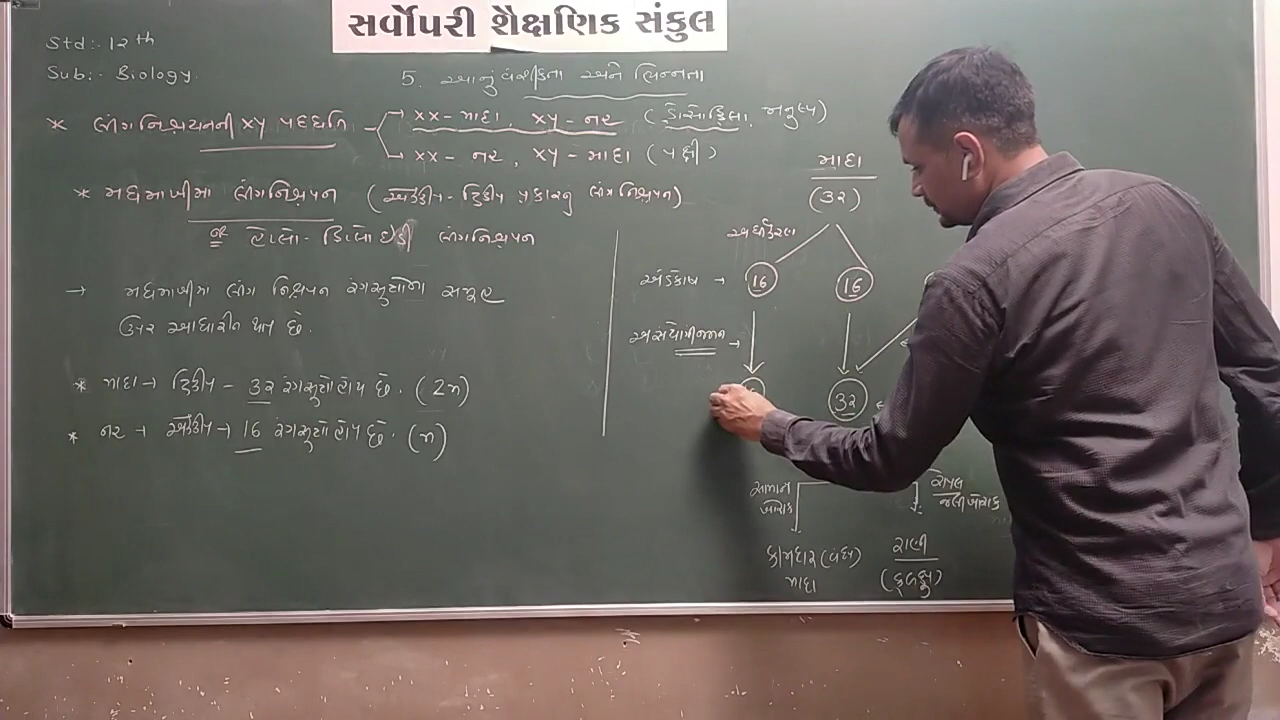 સર્વોપરી શૈક્ષણિક સંકુલ
Std:- 12th
Sub:- Biology.
5. આનુવંશિકતા અને ભિન્નતા
* લીંગનિશ્ચયનની XY પદ્ધતિ → XX - માદા, XY - નર (ડ્રોસોફિલા, મનુષ્ય)
→ XX - નર, XY - માદા (પક્ષી)
* મધમાખીમાં લીંગનિશ્ચયન (એકકીય - દ્વિકીય પ્રકારનું લીંગનિશ્ચયન)
લીંગનિશ્ચયન
→ મધમાખીમાં લીંગ નિશ્ચયન રંગસુત્રોના સમૂહ
ઉપર આધારીત થાય છે.
* માદા → દ્વિકીય - 32 રંગસુત્રો હોય છે. (2n)
* નર → એકકીય → 16 રંગસુત્રો હોય છે. (n)
માદા
(32)
અર્ધીકરણ
અંડકોષ → 16 16
અસંયોગીજનન →
32
સામાન્ય ખોરાક
રોયલ જેલી ખોરાક
કામદાર (વંધ્ય) માદા
રાણી
(ફળદ્રુપ)